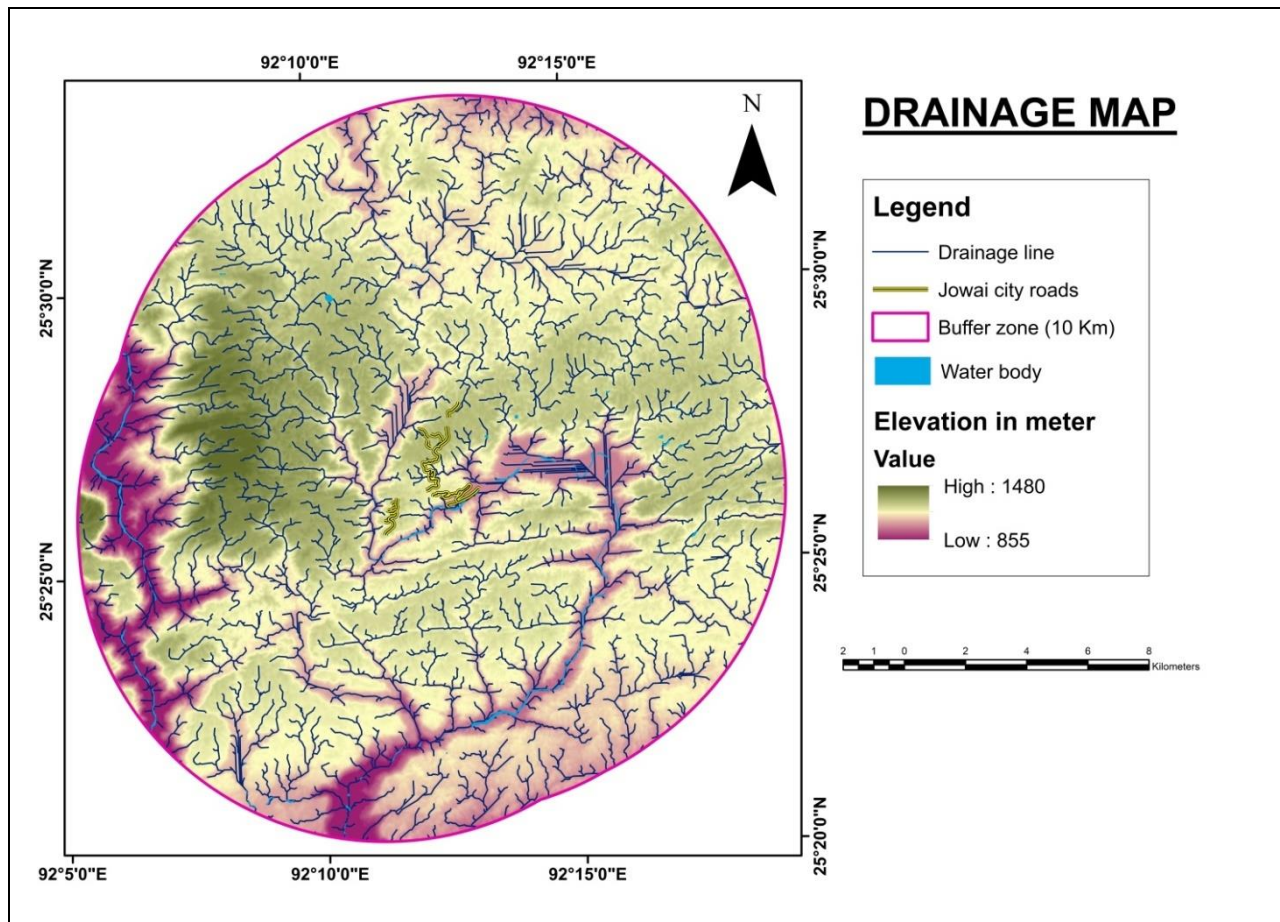 92°10'0"E
92°15'0"E
N
DRAINAGE MAP
Legend
Drainage line
Jowai city roads
Buffer zone (10 Km)
Water body
Elevation in meter
Value
High : 1480
Low : 855
25°30'0"N
25°30'0"N
25°25'0"N
25°25'0"N
25°20'0"N
2 1 0 2 4 6 8
Kilometers
92°5'0"E
92°10'0"E
92°15'0"E